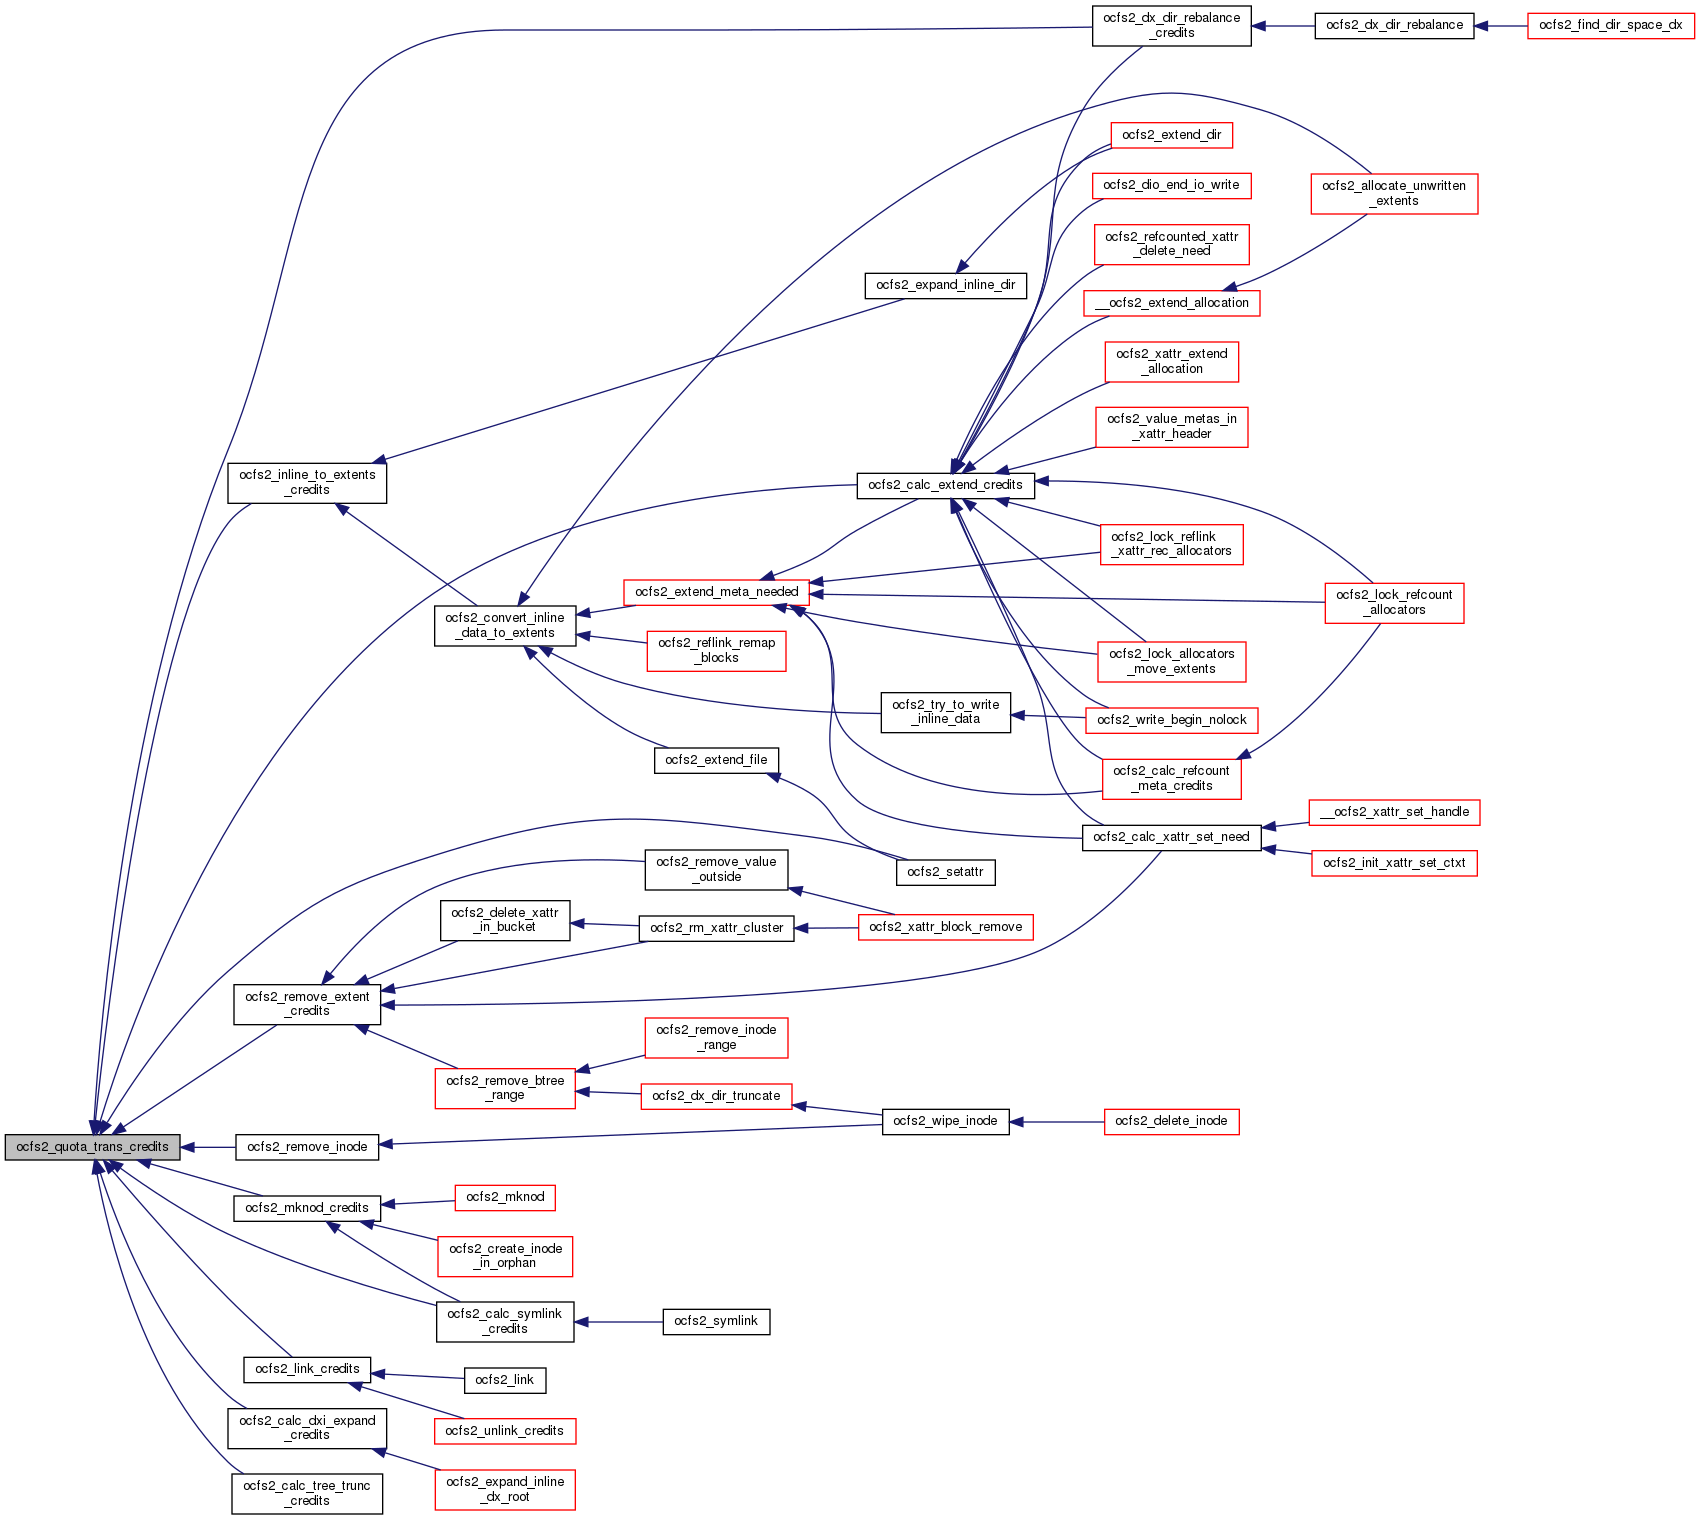 ocfs2_dx_dir_rebalance
_credits
ocfs2_dx_dir_rebalance
ocfs2_find_dir_space_dx
ocfs2_extend_dir
ocfs2_dio_end_io_write
ocfs2_allocate_unwritten
_extents
ocfs2_refcounted_xattr
_delete_need
ocfs2_expand_inline_dir
__ocfs2_extend_allocation
ocfs2_xattr_extend
_allocation
ocfs2_value_metas_in
_xattr_header
ocfs2_inline_to_extents
_credits
ocfs2_calc_extend_credits
ocfs2_lock_reflink
_xattr_rec_allocators
ocfs2_extend_meta_needed
ocfs2_lock_refcount
_allocators
ocfs2_convert_inline
_data_to_extents
ocfs2_reflink_remap
_blocks
ocfs2_lock_allocators
_move_extents
ocfs2_try_to_write
_inline_data
ocfs2_write_begin_nolock
ocfs2_extend_file
ocfs2_calc_refcount
_meta_credits
__ocfs2_xattr_set_handle
ocfs2_calc_xattr_set_need
ocfs2_init_xattr_set_ctxt
ocfs2_remove_value
_outside
ocfs2_setattr
ocfs2_delete_xattr
_in_bucket
ocfs2_rm_xattr_cluster
ocfs2_xattr_block_remove
ocfs2_remove_extent
_credits
ocfs2_remove_inode
_range
ocfs2_remove_btree
_range
ocfs2_dx_dir_truncate
ocfs2_wipe_inode
ocfs2_delete_inode
ocfs2_quota_trans_credits
ocfs2_remove_inode
ocfs2_mknod_credits
ocfs2_mknod
ocfs2_create_inode
_in_orphan
ocfs2_calc_symlink
_credits
ocfs2_symlink
ocfs2_link_credits
ocfs2_link
ocfs2_calc_dxi_expand
_credits
ocfs2_unlink_credits
ocfs2_calc_tree_trunc
_credits
ocfs2_expand_inline
_dx_root